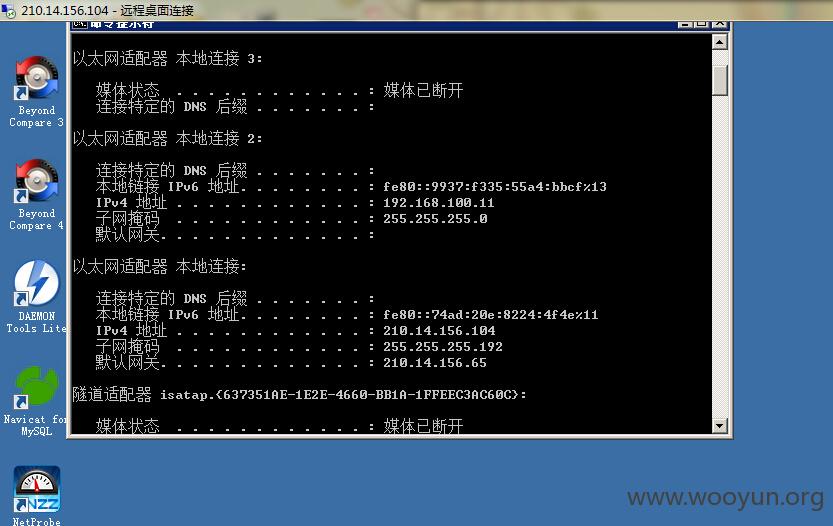 210.14.156.104 - 远程桌面连接
命令提示符
以太网适配器 本地连接 3:
媒体状态 . . . . . . . . . . . . : 媒体已断开
连接特定的 DNS 后缀 . . . . . . . :
以太网适配器 本地连接 2:
连接特定的 DNS 后缀 . . . . . . . :
本地链接 IPv6 地址. . . . . . . . : fe80::9937:f335:55a4:bbcf%13
IPv4 地址 . . . . . . . . . . . . : 192.168.100.11
子网掩码 . . . . . . . . . . . . : 255.255.255.0
默认网关. . . . . . . . . . . . . :
以太网适配器 本地连接:
连接特定的 DNS 后缀 . . . . . . . :
本地链接 IPv6 地址. . . . . . . . : fe80::74ad:20e:8224:4f4e%11
IPv4 地址 . . . . . . . . . . . . : 210.14.156.104
子网掩码 . . . . . . . . . . . . : 255.255.255.192
默认网关. . . . . . . . . . . . . : 210.14.156.65
隧道适配器 isatap.{637351AE-1E2E-4660-BB1A-1FFEEC3AC60C}:
媒体状态 . . . . . . . . . . . . : 媒体已断开
Beyond
Compare 3
Beyond
Compare 4
DAEMON
Tools Lite
Navicat for
MySQL
NZZ
NetProbe
www.wooyun.org